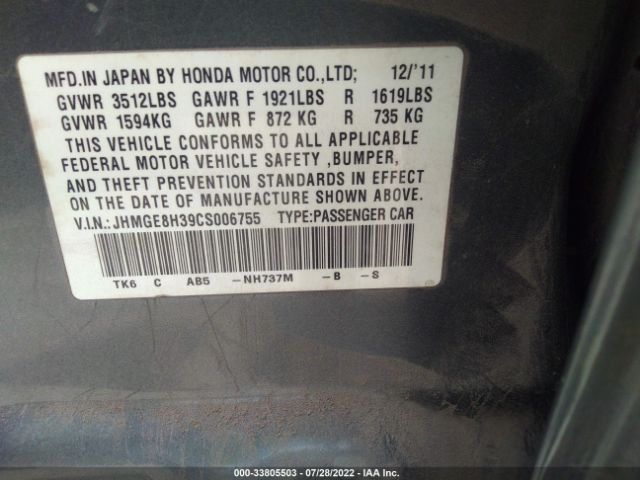 MFD.IN JAPAN BY HONDA MOTOR CO.,LTD; 12/'11
GVWR 3512LBS GAWR F 1921LBS R 1619LBS
GVWR 1594KG GAWR F 872 KG R 735 KG
THIS VEHICLE CONFORMS TO ALL APPLICABLE
FEDERAL MOTOR VEHICLE SAFETY ,BUMPER,
AND THEFT PREVENTION STANDARDS IN EFFECT
ON THE DATE OF MANUFACTURE SHOWN ABOVE.
V.I.N.:JHMGE8H39CS006755 TYPE:PASSENGER CAR
TK6 C AB5 -NH737M -B -S
000-33805503 / 07/28/2022 / IAA Inc.